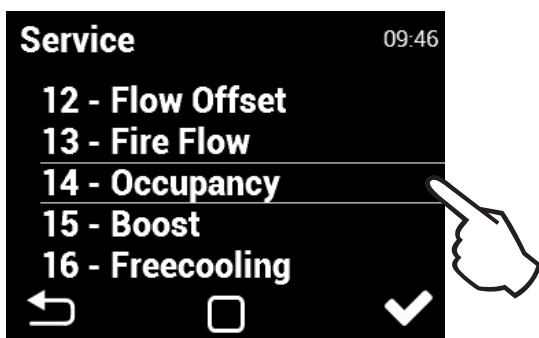 Service 09:46
12 - Flow Offset
13 - Fire Flow
14 - Occupancy
15 - Boost
16 - Freecooling